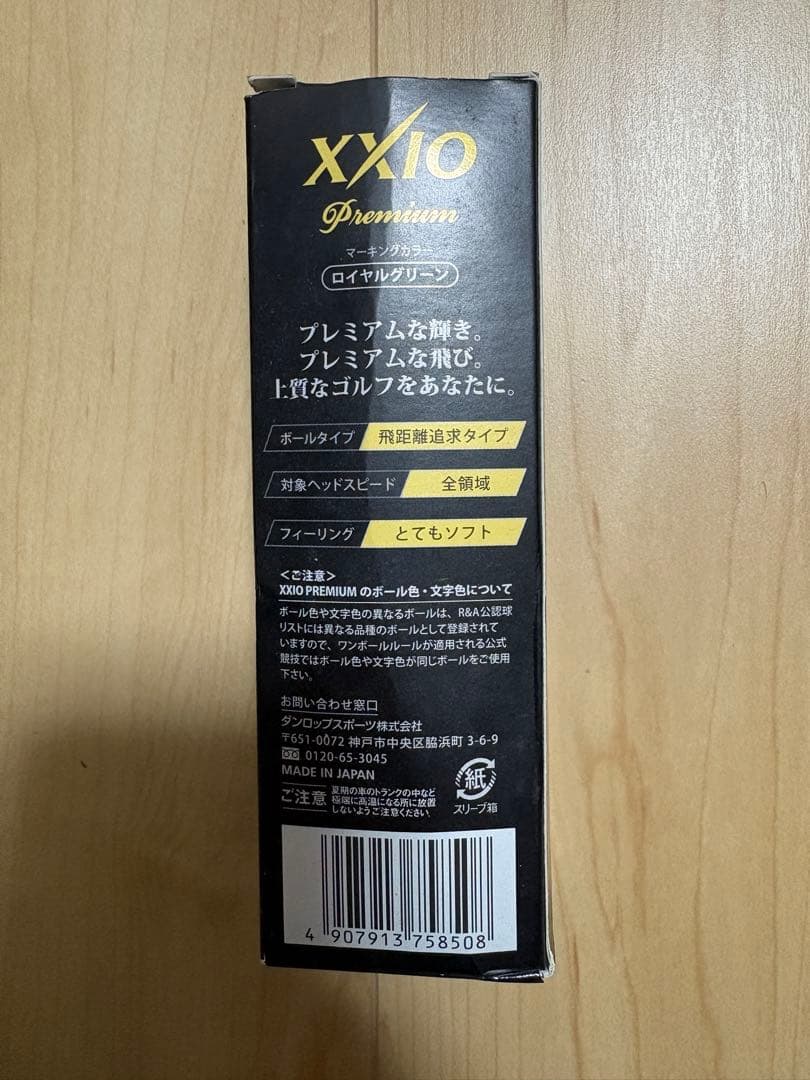 XXIO
Premium
マーキングカラー
ロイヤルグリーン
プレミアムな輝き。
プレミアムな飛び。
上質なゴルフをあなたに。
ボールタイプ 飛距離追求タイプ
対象ヘッドスピード 全領域
フィーリング とてもソフト
＜ご注意＞
XXIO PREMIUMのボール色・文字色について
ボール色や文字色の異なるボールは、R&A公認球
リストには異なる品種のボールとして登録されて
いますので、ワンボールルールが適用される公式
競技ではボール色や文字色が同じボールをご使用
下さい。
お問い合わせ窓口
ダンロップスポーツ株式会社
〒651-0072 神戸市中央区脇浜町 3-6-9
0120-65-3045
MADE IN JAPAN
ご注意 夏期の車のトランクの中など
極端に高温になる所に放置
しないようご注意ください。
紙
スリーブ箱
4 907913 758508